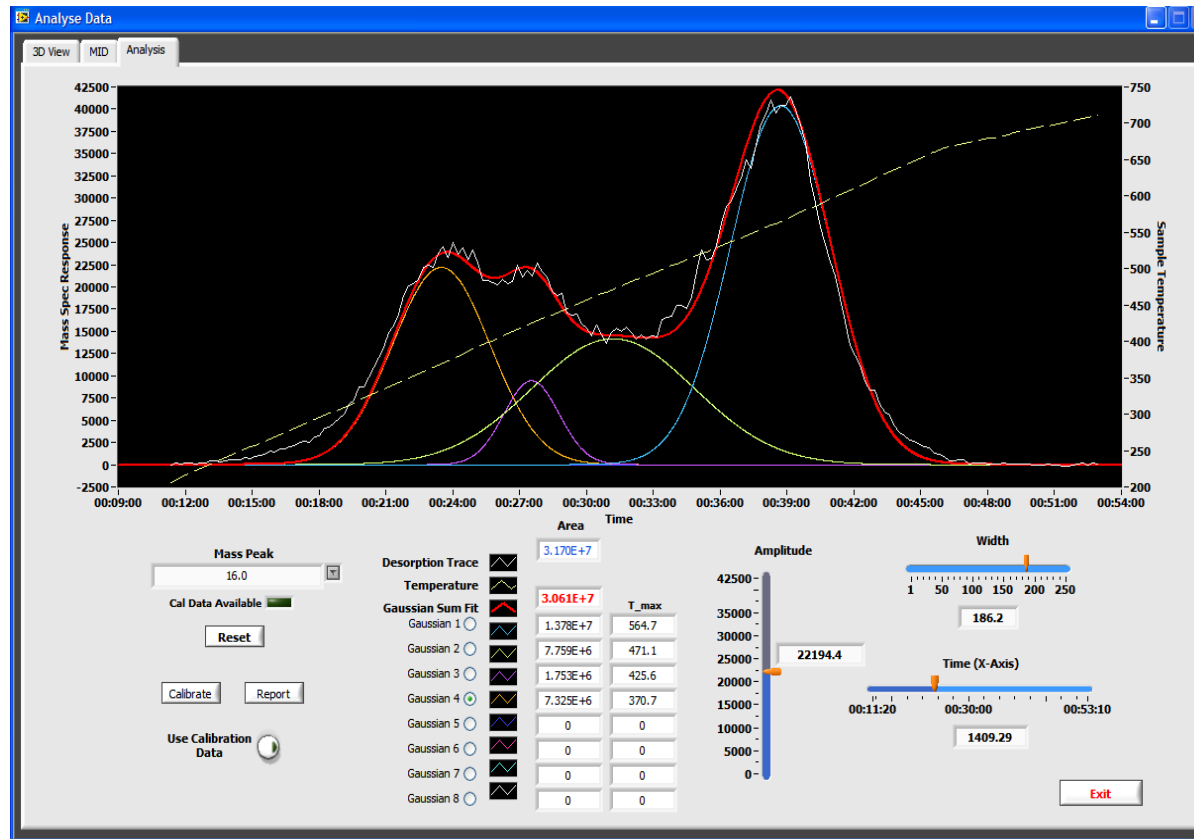 Analyse Data
3D View MID Analysis
42500
40000
37500
35000
32500
30000
27500
25000
22500
20000
17500
15000
12500
10000
7500
5000
2500
0
-2500
Mass Spec Response
750
700
650
600
550
500
450
400
350
300
250
200
Sample Temperature
00:09:00 00:12:00 00:15:00 00:18:00 00:21:00 00:24:00 00:27:00 00:30:00 00:33:00 00:36:00 00:39:00 00:42:00 00:45:00 00:48:00 00:51:00 00:54:00
Time
Mass Peak
16.0
Cal Data Available
Reset
Calibrate Report
Use Calibration
Data
Area
Desorption Trace 3.170E+7
Temperature
Gaussian Sum Fit 3.061E+7 T_max
Gaussian 1 1.378E+7 564.7
Gaussian 2 7.759E+6 471.1
Gaussian 3 1.753E+6 425.6
Gaussian 4 7.325E+6 370.7
Gaussian 5 0 0
Gaussian 6 0 0
Gaussian 7 0 0
Gaussian 8 0 0
Amplitude
42500
35000
30000
25000
20000
15000
10000
5000
0
22194.4
Width
1 50 100 150 200 250
186.2
Time (X-Axis)
00:11:20 00:30:00 00:53:10
1409.29
Exit